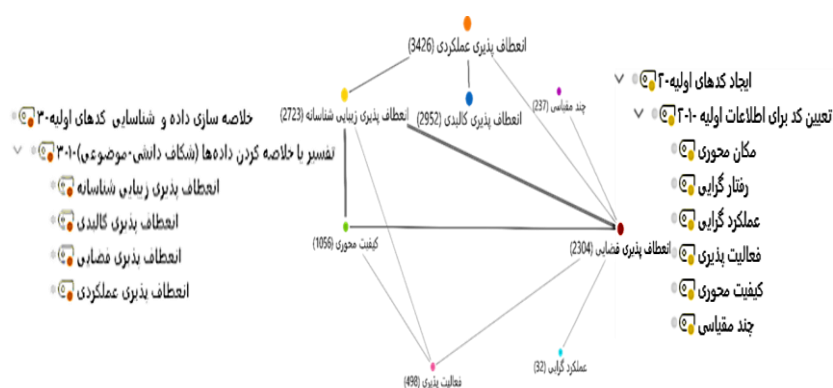 ایجاد کدهای اولیه-۲
تعیین کد برای اطلاعات اولیه -۲-۱
مکان محوری
رفتار گرایی
عملکرد گرایی
فعالیت پذیری
کیفیت محوری
چند مقیاسی
انعطاف پذیری عملکردی (3426)
چند مقیاسی (237)
انعطاف پذیری زیبایی شناسانه (2723)
انعطاف پذیری کالبدی (2952)
کیفیت محوری (1056)
انعطاف پذیری فضایی (2304)
عملکرد گرایی (32)
فعالیت پذیری (498)
خلاصه سازی داده و شناسایی کدهای اولیه-۳
تفسیر یا خلاصه کردن داده‌ها (شکاف دانشی-موضوعی)-۳-۱
انعطاف پذیری زیبایی شناسانه
انعطاف پذیری کالبدی
انعطاف پذیری فضایی
انعطاف پذیری عملکردی